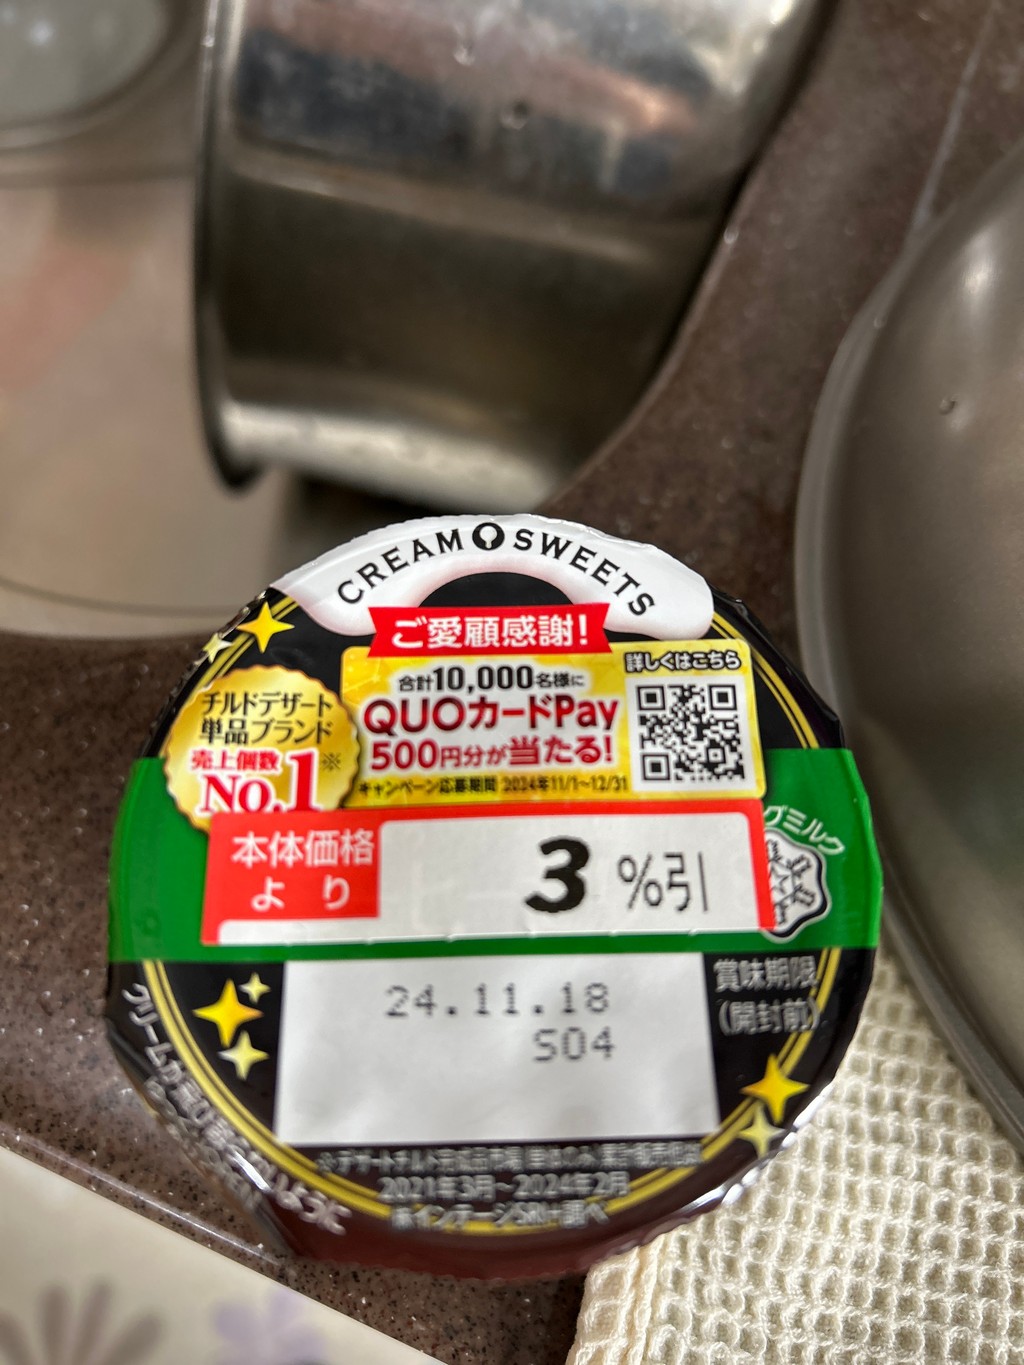 CREAM SWEETS
ご愛顧感謝!
詳しくはこちら
合計10,000名様に
QUOカードPay
500円分が当たる!
キャンペーン応募期間 2024年11/1~12/31
チルドデザート
単品ブランド
売上個数※
No.1
グミルク
本体価格
より
3%引
24.11.18
S04
賞味期限
(開封前)
2021年3月~2024年2月